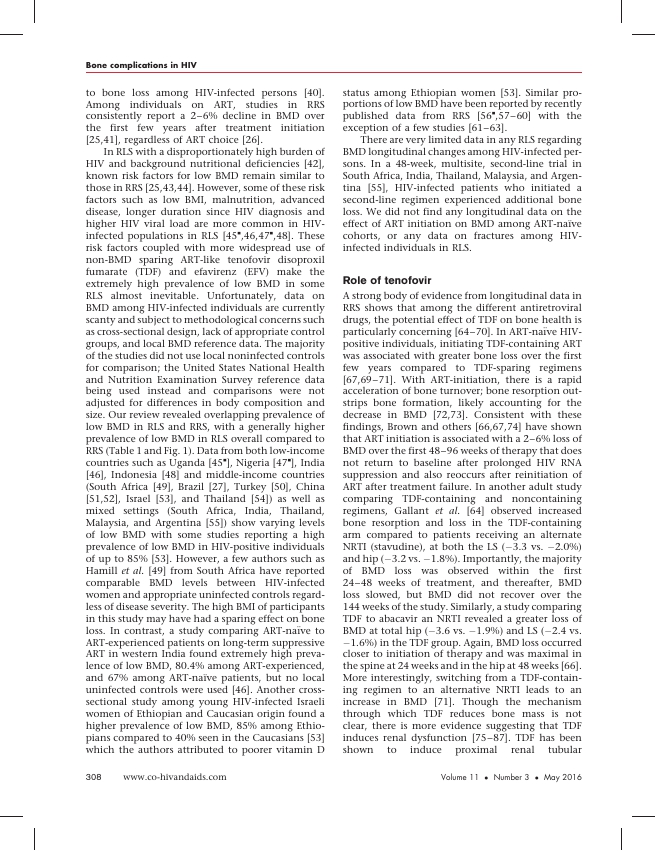 Bone complications in HIV
to bone loss among HIV-infected persons [40].
Among individuals on ART, studies in RRS
consistently report a 2–6% decline in BMD over
the first few years after treatment initiation
[25,41], regardless of ART choice [26].
In RLS with a disproportionately high burden of
HIV and background nutritional deficiencies [42],
known risk factors for low BMD remain similar to
those in RRS [25,43,44]. However, some of these risk
factors such as low BMI, malnutrition, advanced
disease, longer duration since HIV diagnosis and
higher HIV viral load are more common in HIV-
infected populations in RLS [45▪,46,47▪,48]. These
risk factors coupled with more widespread use of
non-BMD sparing ART-like tenofovir disoproxil
fumarate (TDF) and efavirenz (EFV) make the
extremely high prevalence of low BMD in some
RLS almost inevitable. Unfortunately, data on
BMD among HIV-infected individuals are currently
scanty and subject to methodological concerns such
as cross-sectional design, lack of appropriate control
groups, and local BMD reference data. The majority
of the studies did not use local noninfected controls
for comparison; the United States National Health
and Nutrition Examination Survey reference data
being used instead and comparisons were not
adjusted for differences in body composition and
size. Our review revealed overlapping prevalence of
low BMD in RLS and RRS, with a generally higher
prevalence of low BMD in RLS overall compared to
RRS (Table 1 and Fig. 1). Data from both low-income
countries such as Uganda [45▪], Nigeria [47▪], India
[46], Indonesia [48] and middle-income countries
(South Africa [49], Brazil [27], Turkey [50], China
[51,52], Israel [53], and Thailand [54]) as well as
mixed settings (South Africa, India, Thailand,
Malaysia, and Argentina [55]) show varying levels
of low BMD with some studies reporting a high
prevalence of low BMD in HIV-positive individuals
of up to 85% [53]. However, a few authors such as
Hamill et al. [49] from South Africa have reported
comparable BMD levels between HIV-infected
women and appropriate uninfected controls regard-
less of disease severity. The high BMI of participants
in this study may have had a sparing effect on bone
loss. In contrast, a study comparing ART-naïve to
ART-experienced patients on long-term suppressive
ART in western India found extremely high preva-
lence of low BMD, 80.4% among ART-experienced,
and 67% among ART-naïve patients, but no local
uninfected controls were used [46]. Another cross-
sectional study among young HIV-infected Israeli
women of Ethiopian and Caucasian origin found a
higher prevalence of low BMD, 85% among Ethio-
pians compared to 40% seen in the Caucasians [53]
which the authors attributed to poorer vitamin D
status among Ethiopian women [53]. Similar pro-
portions of low BMD have been reported by recently
published data from RRS [56▪,57–60] with the
exception of a few studies [61–63].
There are very limited data in any RLS regarding
BMD longitudinal changes among HIV-infected per-
sons. In a 48-week, multisite, second-line trial in
South Africa, India, Thailand, Malaysia, and Argen-
tina [55], HIV-infected patients who initiated a
second-line regimen experienced additional bone
loss. We did not find any longitudinal data on the
effect of ART initiation on BMD among ART-naïve
cohorts, or any data on fractures among HIV-
infected individuals in RLS.
Role of tenofovir
A strong body of evidence from longitudinal data in
RRS shows that among the different antiretroviral
drugs, the potential effect of TDF on bone health is
particularly concerning [64–70]. In ART-naïve HIV-
positive individuals, initiating TDF-containing ART
was associated with greater bone loss over the first
few years compared to TDF-sparing regimens
[67,69–71]. With ART-initiation, there is a rapid
acceleration of bone turnover; bone resorption out-
strips bone formation, likely accounting for the
decrease in BMD [72,73]. Consistent with these
findings, Brown and others [66,67,74] have shown
that ART initiation is associated with a 2–6% loss of
BMD over the first 48–96 weeks of therapy that does
not return to baseline after prolonged HIV RNA
suppression and also reoccurs after reinitiation of
ART after treatment failure. In another adult study
comparing TDF-containing and noncontaining
regimens, Gallant et al. [64] observed increased
bone resorption and loss in the TDF-containing
arm compared to patients receiving an alternate
NRTI (stavudine), at both the LS (−3.3 vs. −2.0%)
and hip (−3.2 vs. −1.8%). Importantly, the majority
of BMD loss was observed within the first
24–48 weeks of treatment, and thereafter, BMD
loss slowed, but BMD did not recover over the
144 weeks of the study. Similarly, a study comparing
TDF to abacavir an NRTI revealed a greater loss of
BMD at total hip (−3.6 vs. −1.9%) and LS (−2.4 vs.
−1.6%) in the TDF group. Again, BMD loss occurred
closer to initiation of therapy and was maximal in
the spine at 24 weeks and in the hip at 48 weeks [66].
More interestingly, switching from a TDF-contain-
ing regimen to an alternative NRTI leads to an
increase in BMD [71]. Though the mechanism
through which TDF reduces bone mass is not
clear, there is more evidence suggesting that TDF
induces renal dysfunction [75–87]. TDF has been
shown to induce proximal renal tubular
308 www.co-hivandaids.com
Volume 11 • Number 3 • May 2016